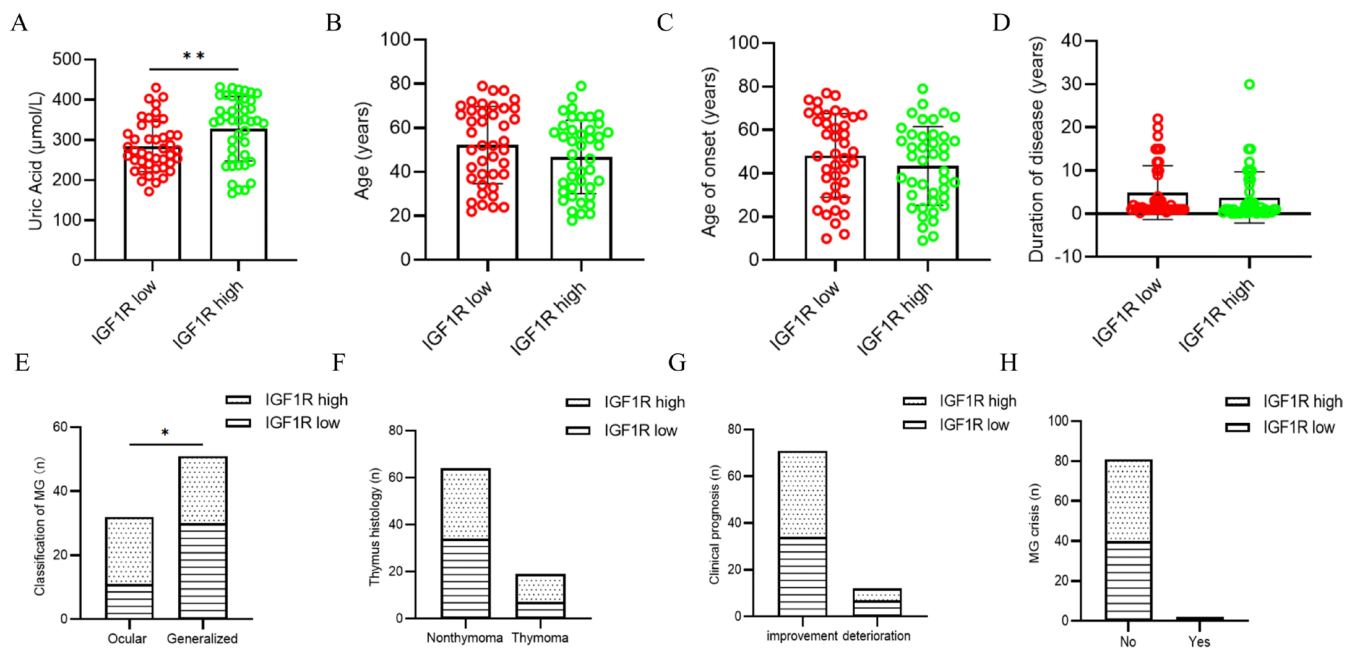 A
Uric Acid (μmol/L)
500
400
300
200
100
0
**
IGF1R low
IGF1R high
B
Age (years)
100
80
60
40
20
0
IGF1R low
IGF1R high
C
Age of onset (years)
100
80
60
40
20
0
IGF1R low
IGF1R high
D
Duration of disease (years)
40
30
20
10
0
-10
IGF1R low
IGF1R high
E
IGF1R high
IGF1R low
Classification of MG (n)
60
40
20
0
*
Ocular
Generalized
F
IGF1R high
IGF1R low
Thymus histology (n)
80
60
40
20
0
Nonthymoma
Thymoma
G
IGF1R high
IGF1R low
Clinical prognosis (n)
80
60
40
20
0
improvement
deterioration
H
IGF1R high
IGF1R low
MG crisis (n)
100
80
60
40
20
0
No
Yes